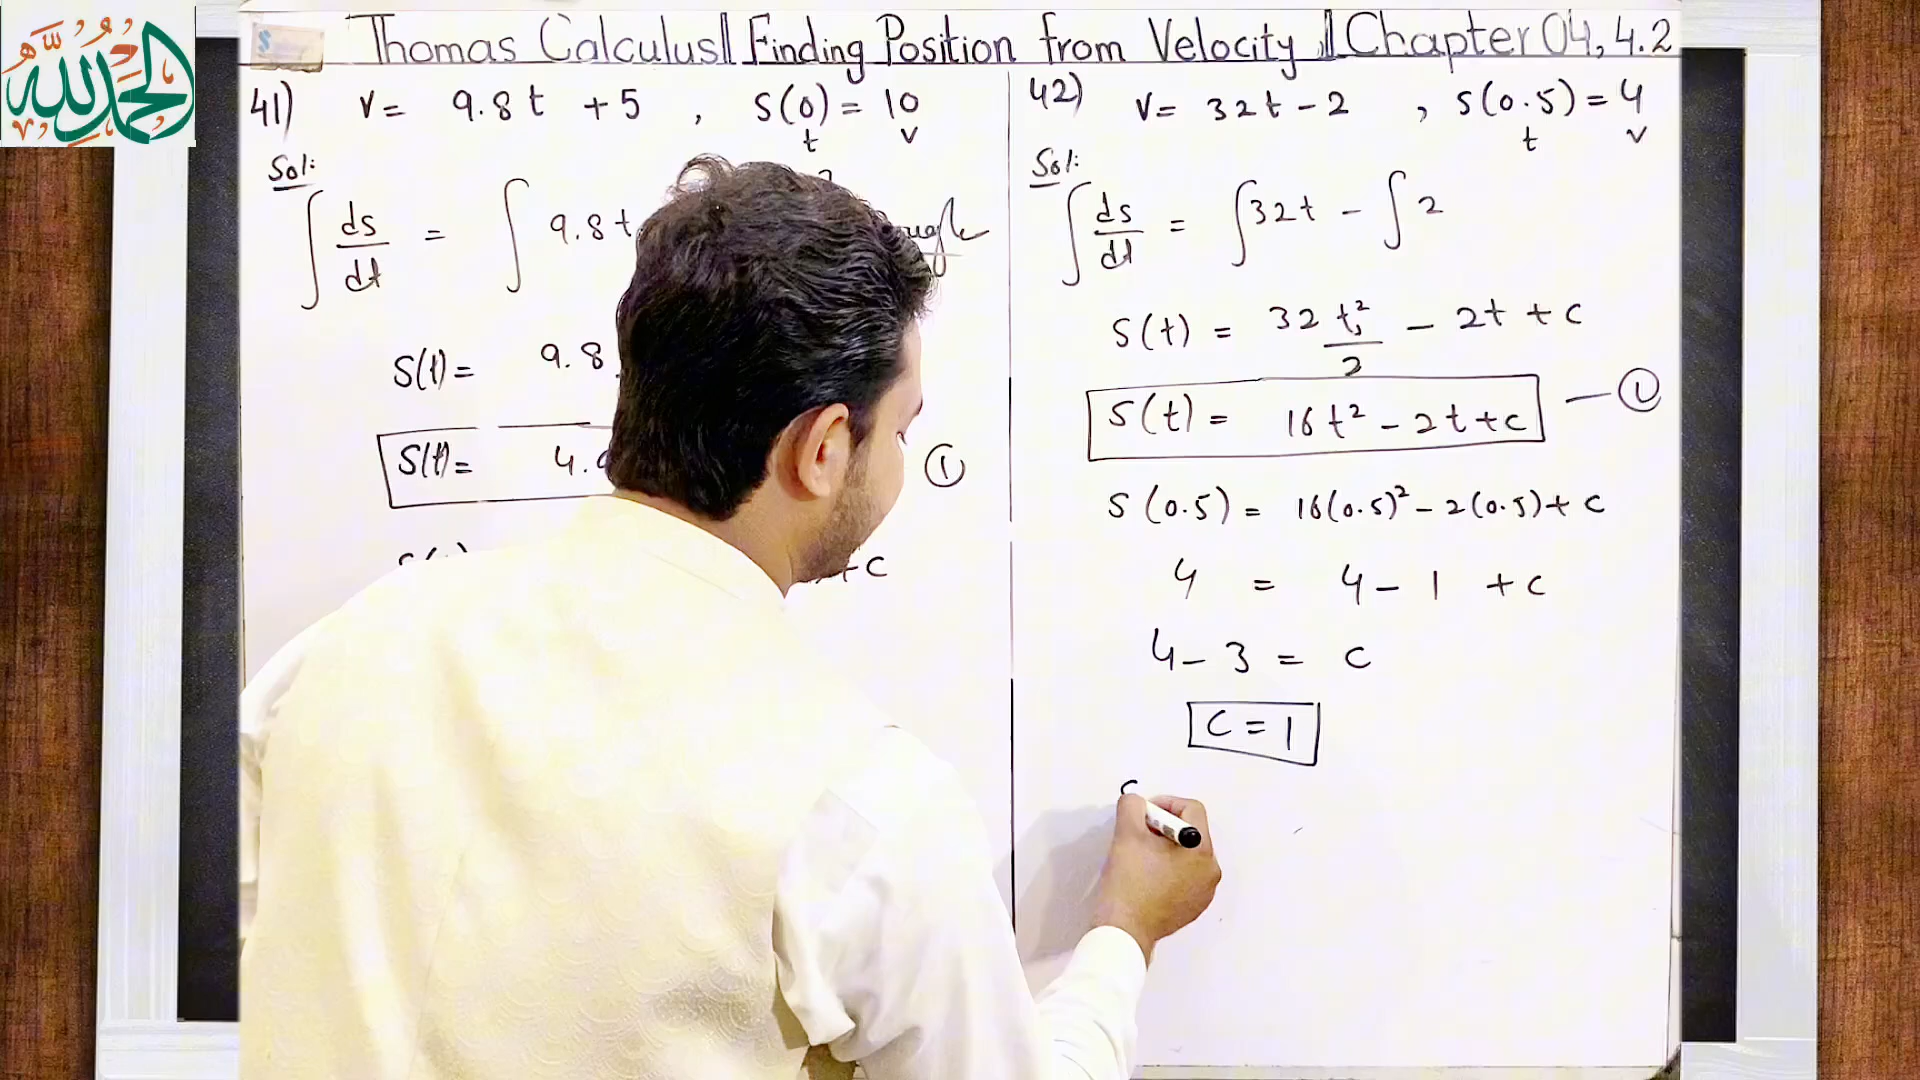 الحمد لله
Thomas Calculus || Finding Position from Velocity || Chapter 04, 4.2
41) v = 9.8t + 5 , S(0) = 10
t v
Sol:
∫ ds/dt = ∫ 9.8t
S(t) = 9.8
S(t) = 4. ①
+c
42) v = 32t - 2 , S(0.5) = 4
t v
Sol:
∫ ds/dt = ∫ 32t - ∫ 2
S(t) = 32 t²/2 - 2t + c
S(t) = 16t² - 2t + c — ①
S(0.5) = 16(0.5)² - 2(0.5) + c
4 = 4 - 1 + c
4 - 3 = c
c = 1